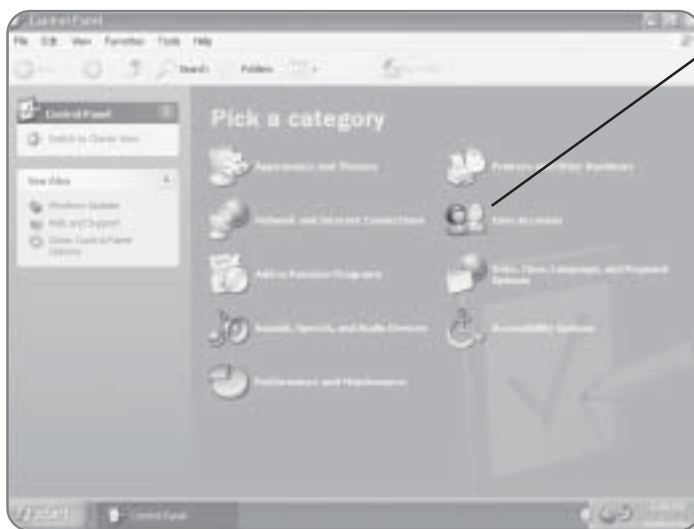 Control Panel
File Edit View Favorites Tools Help
Search Folders
Control Panel
Switch to Classic View
See Also
Windows Update
Help and Support
Other Control Panel
Options
Pick a category
Appearance and Themes
Printers and Other Hardware
Network and Internet Connections
User Accounts
Add or Remove Programs
Date, Time, Language, and Regional
Options
Sounds, Speech, and Audio Devices
Accessibility Options
Performance and Maintenance
start
Control Panel